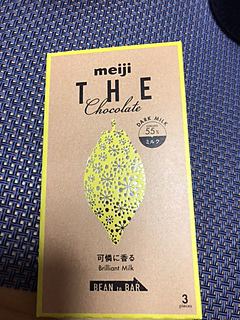 meiji
THE
Chocolate
DARK MILK
55%
ミルク
可憐に香る
Brilliant Milk
BEAN to BAR
3
pieces